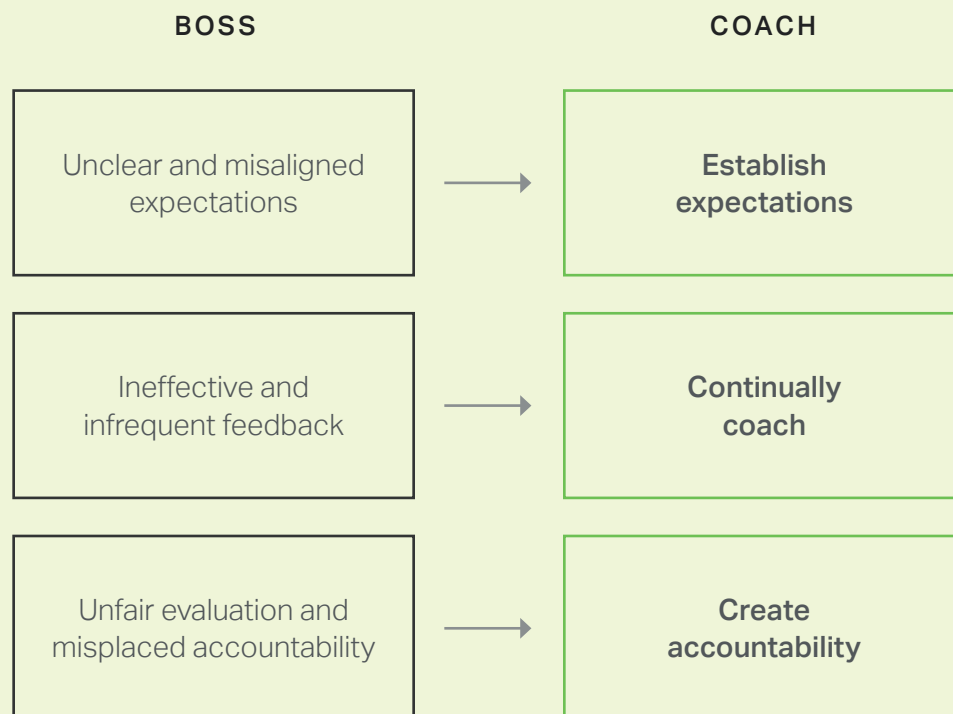 BOSS
COACH
Unclear and misaligned
expectations
Establish
expectations
Ineffective and
infrequent feedback
Continually
coach
Unfair evaluation and
misplaced accountability
Create
accountability